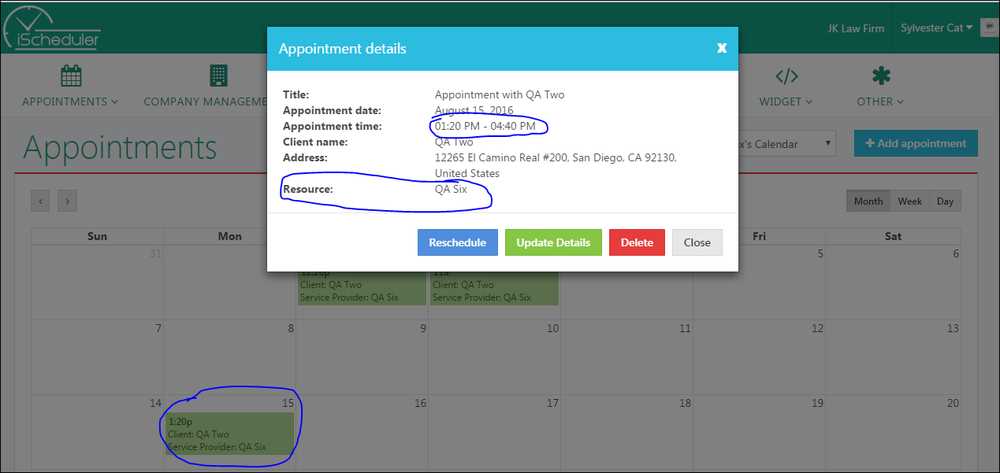 iScheduler
JK Law Firm
Sylvester Cat
APPOINTMENTS
COMPANY MANAGEME
WIDGET
OTHER
Appointments
x's Calendar
+ Add appointment
Appointment details
x
Title: Appointment with QA Two
Appointment date: August 15, 2016
Appointment time: 01:20 PM - 04:40 PM
Client name: QA Two
Address: 12265 El Camino Real #200, San Diego, CA 92130,
United States
Resource: QA Six
Reschedule Update Details Delete Close
< >
Month Week Day
Sun Mon Fri Sat
31 5 6
12:20p 11a
Client: QA Two Client: QA Two
Service Provider: QA Six Service Provider: QA Six
7 8 9 10 11 12 13
14 15 16 17 18 19 20
1:20p
Client: QA Two
Service Provider: QA Six